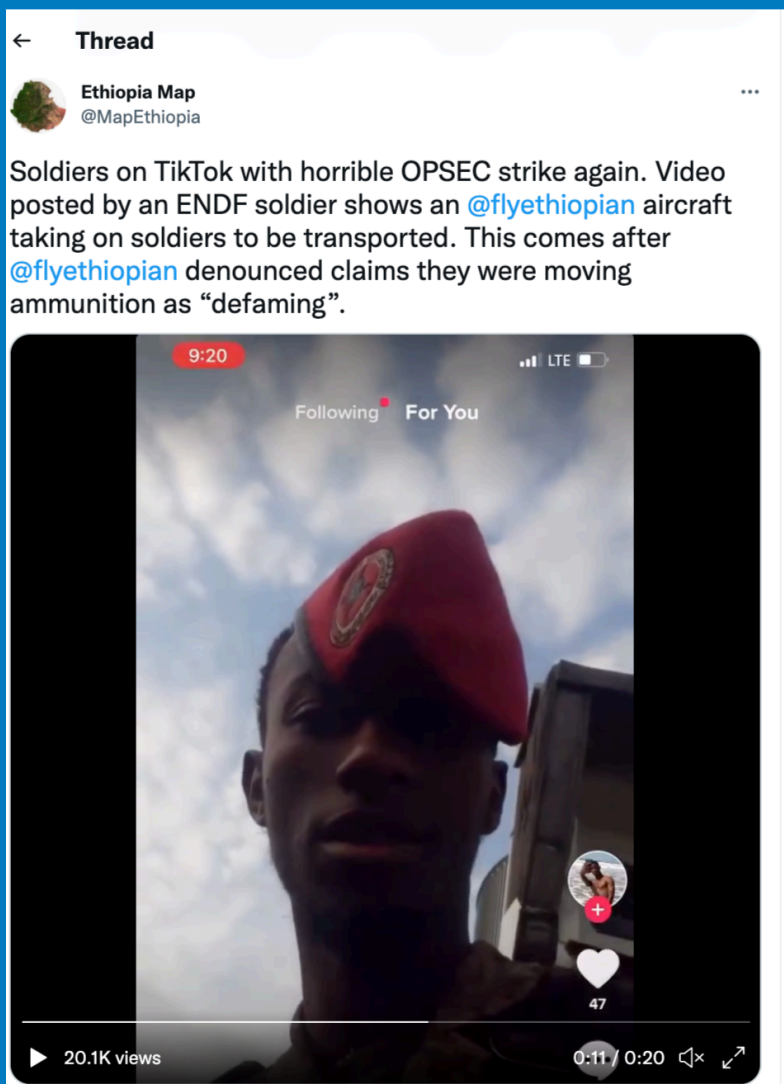 Thread
Ethiopia Map
@MapEthiopia
Soldiers on TikTok with horrible OPSEC strike again. Video
posted by an ENDF soldier shows an @flyethiopian aircraft
taking on soldiers to be transported. This comes after
@flyethiopian denounced claims they were moving
ammunition as “defaming”.
9:20
LTE
Following For You
47
20.1K views
0:11 / 0:20